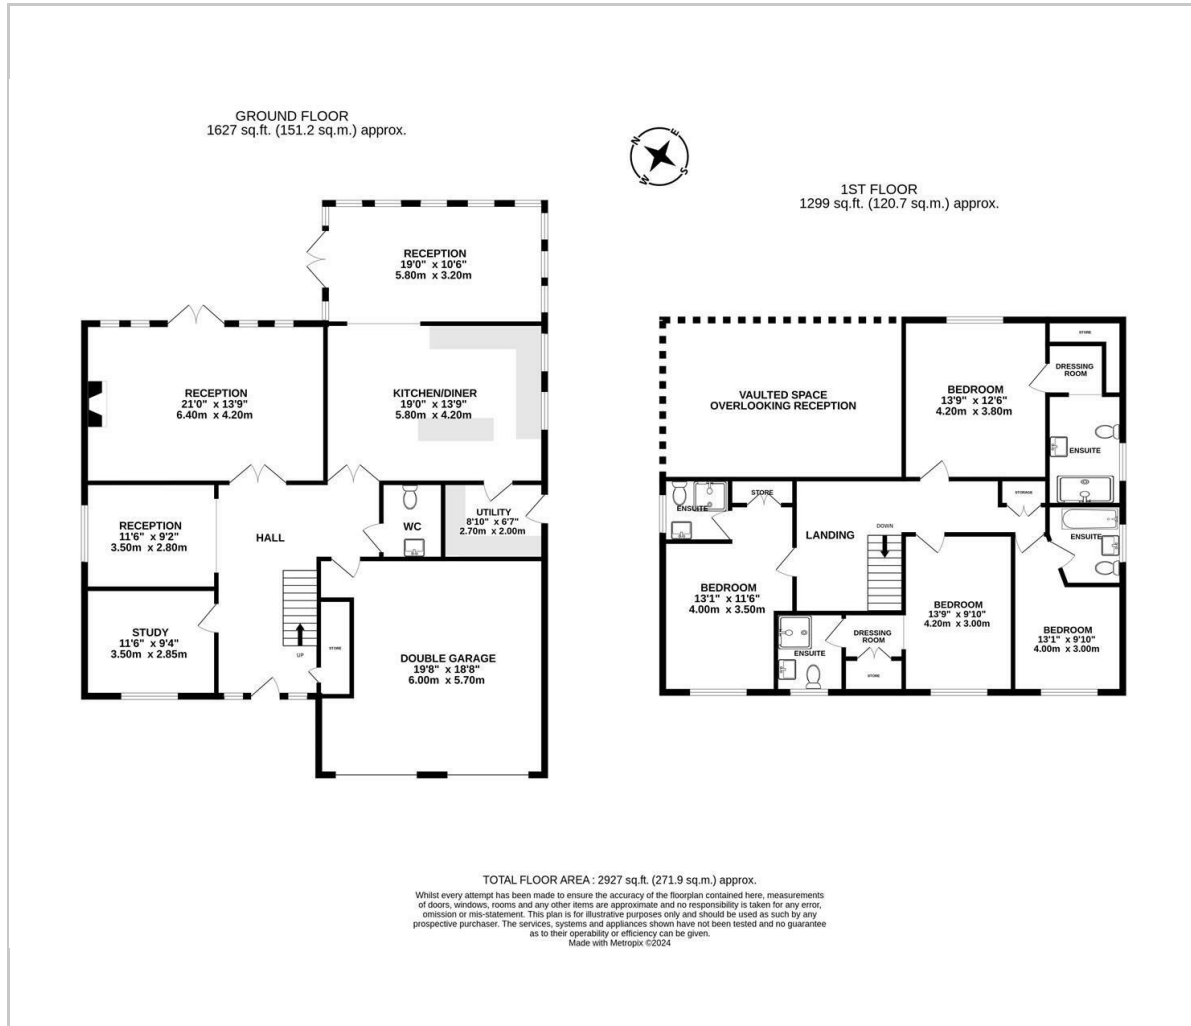 GROUND FLOOR
1627 sq.ft. (151.2 sq.m.) approx.
N
E
S
W
1ST FLOOR
1299 sq.ft. (120.7 sq.m.) approx.
RECEPTION
19'0" x 10'6"
5.80m x 3.20m
RECEPTION
21'0" x 13'9"
6.40m x 4.20m
KITCHEN/DINER
19'0" x 13'9"
5.80m x 4.20m
RECEPTION
11'6" x 9'2"
3.50m x 2.80m
HALL
WC
UTILITY
8'10" x 6'7"
2.70m x 2.00m
STUDY
11'6" x 9'4"
3.50m x 2.85m
UP
STORE
DOUBLE GARAGE
19'8" x 18'8"
6.00m x 5.70m
VAULTED SPACE
OVERLOOKING RECEPTION
BEDROOM
13'9" x 12'6"
4.20m x 3.80m
STORE
DRESSING
ROOM
ENSUITE
ENSUITE
STORE
STORAGE
LANDING
DOWN
ENSUITE
BEDROOM
13'1" x 11'6"
4.00m x 3.50m
ENSUITE
DRESSING
ROOM
STORE
BEDROOM
13'9" x 9'10"
4.20m x 3.00m
BEDROOM
13'1" x 9'10"
4.00m x 3.00m
TOTAL FLOOR AREA : 2927 sq.ft. (271.9 sq.m.) approx.
Whilst every attempt has been made to ensure the accuracy of the floorplan contained here, measurements
of doors, windows, rooms and any other items are approximate and no responsibility is taken for any error,
omission or mis-statement. This plan is for illustrative purposes only and should be used as such by any
prospective purchaser. The services, systems and appliances shown have not been tested and no guarantee
as to their operability or efficiency can be given.
Made with Metropix ©2024